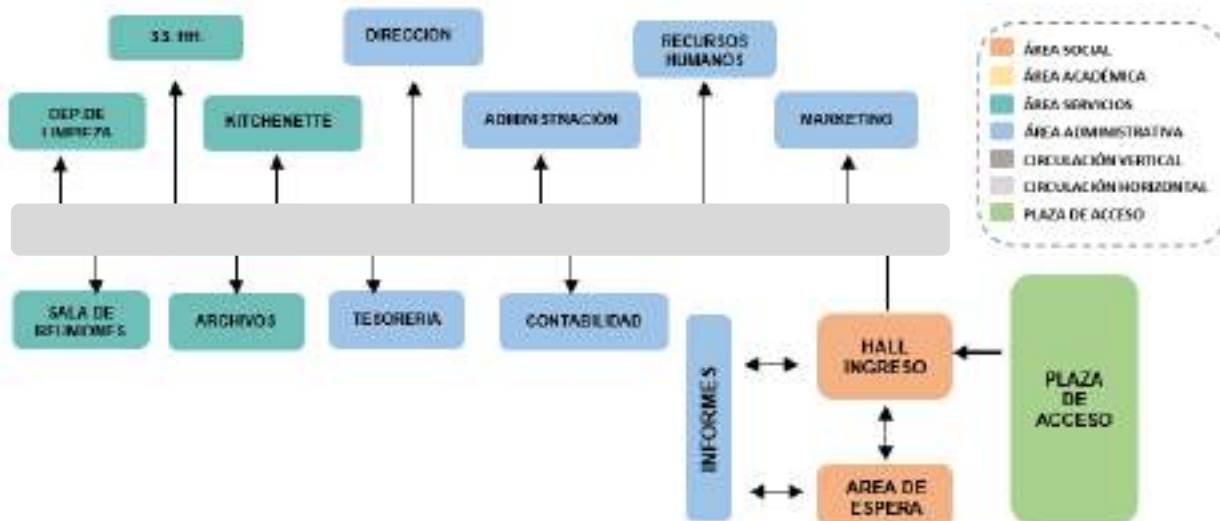 SS. HH.
DIRECCIÓN
RECURSOS
HUMANOS
DEP. DE
LIMPIEZA
KITCHENETTE
ADMINISTRACIÓN
MARKETING
ÁREA SOCIAL
ÁREA ACADÉMICA
ÁREA SERVICIOS
ÁREA ADMINISTRATIVA
CIRCULACIÓN VERTICAL
CIRCULACIÓN HORIZONTAL
PLAZA DE ACCESO
SALA DE
REUNIONES
ARCHIVOS
TESORERIA
CONTABILIDAD
INFORMES
HALL
INGRESO
PLAZA
DE
ACCESO
AREA DE
ESPERA